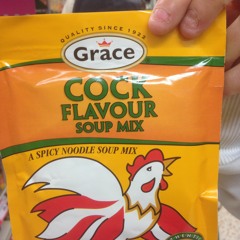 QUALITY SINCE 1922
Grace
COCK
FLAVOUR
SOUP MIX
A SPICY NOODLE SOUP MIX